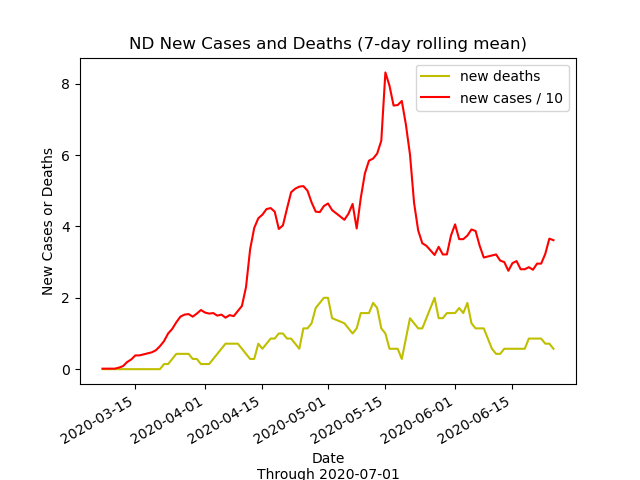 ND New Cases and Deaths (7-day rolling mean)
new deaths
new cases / 10
New Cases or Deaths
8
6
4
2
0
2020-03-15
2020-04-01
2020-04-15
2020-05-01
2020-05-15
2020-06-01
2020-06-15
Date
Through 2020-07-01